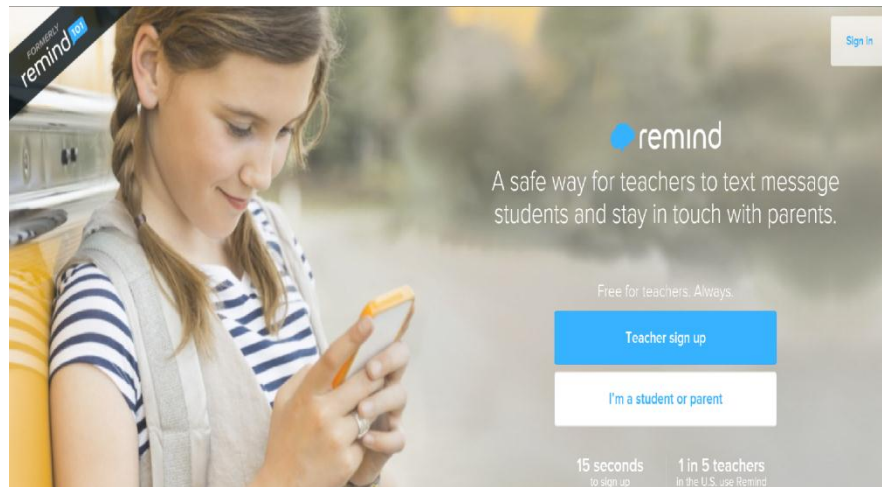 FORMERLY
remind101
Sign In
remind
A safe way for teachers to text message
students and stay in touch with parents.
Free for teachers. Always.
Teacher sign up
I'm a student or parent
15 seconds
to sign up
1 in 5 teachers
in the U.S. use Remind